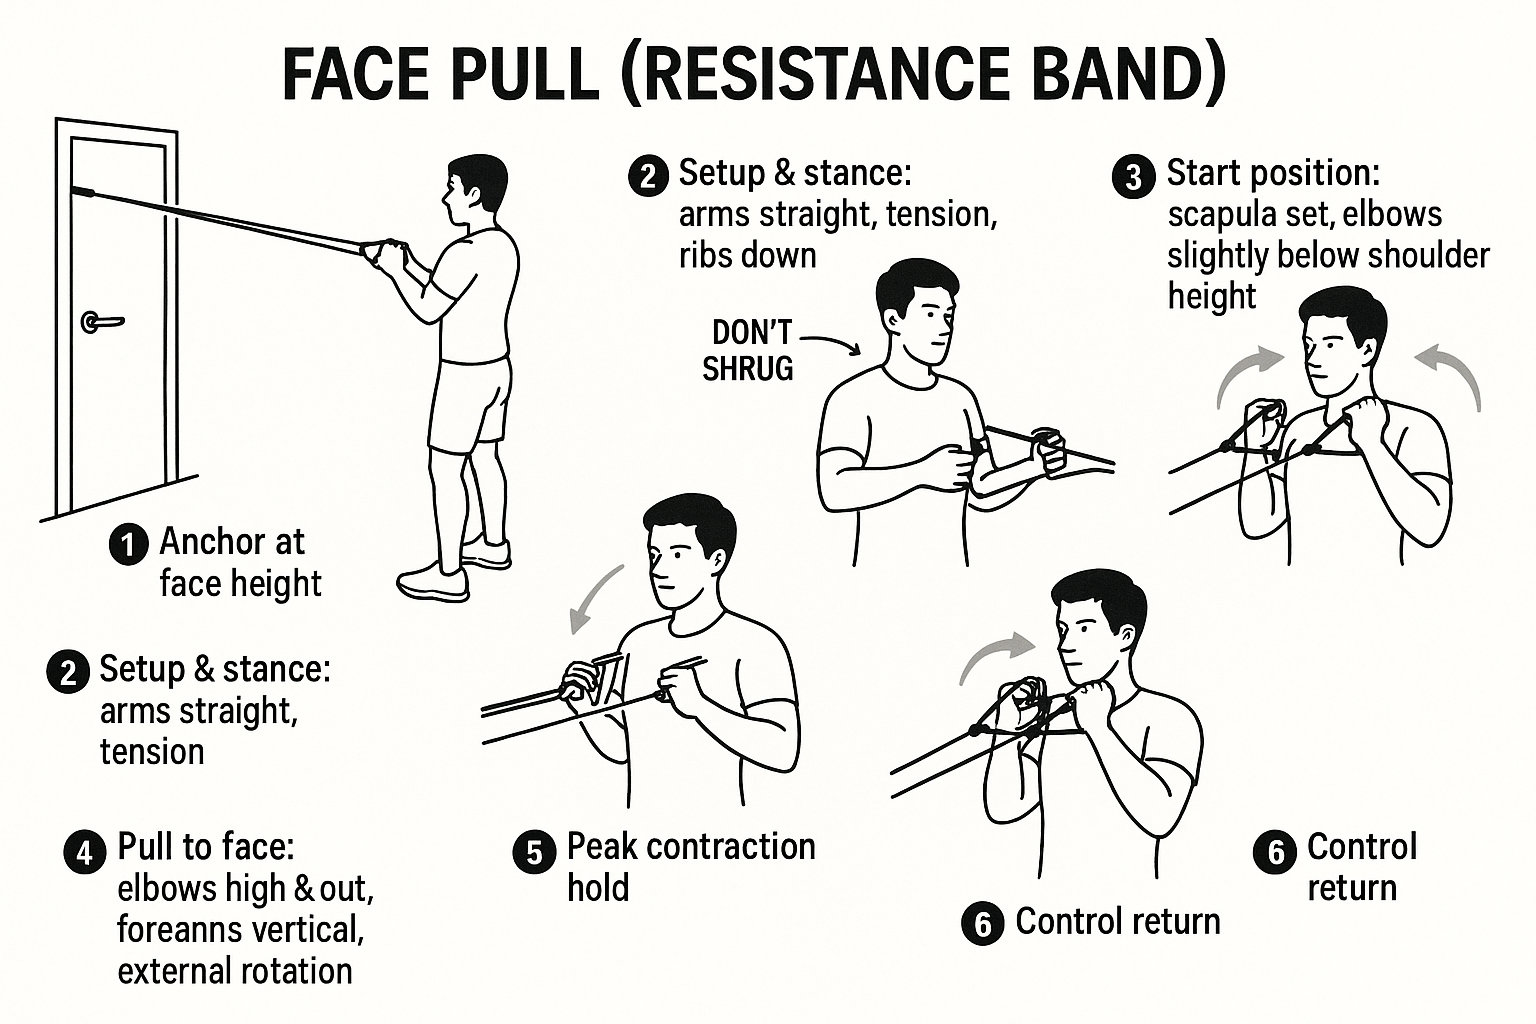 FACE PULL (RESISTANCE BAND)
2 Setup & stance:
arms straight, tension,
ribs down
DON'T
SHRUG
3 Start position:
scapula set, elbows
slightly below shoulder
height
1 Anchor at
face height
2 Setup & stance:
arms straight,
tension
4 Pull to face:
elbows high & out,
foreanns vertical,
external rotation
5 Peak contraction
hold
6 Control return
6 Control
return